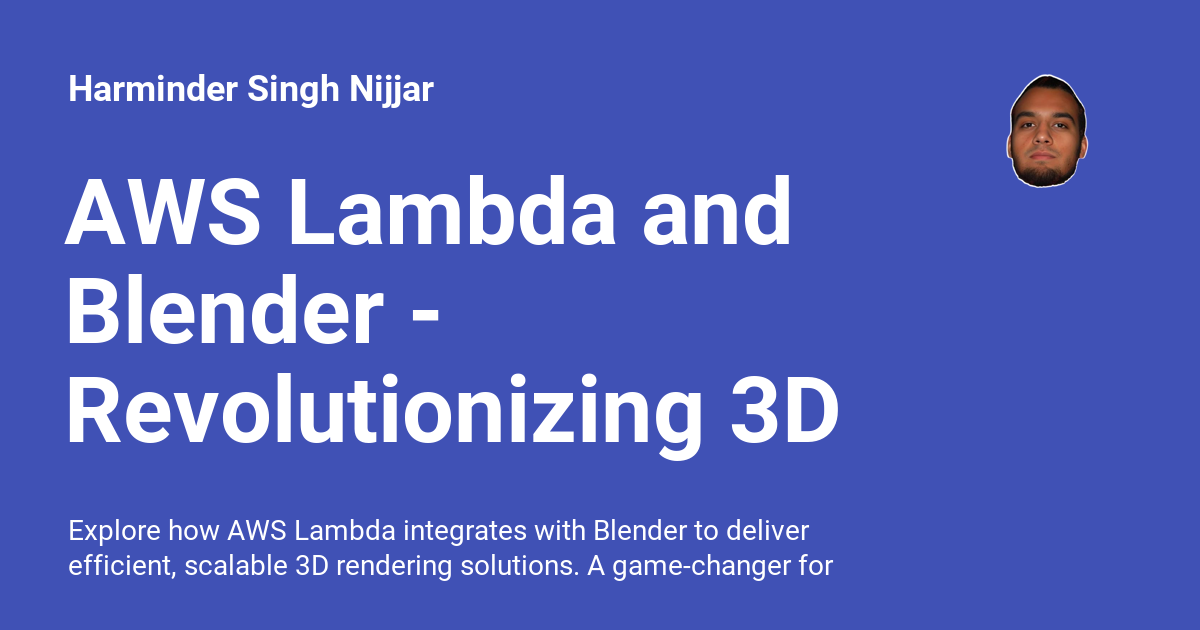 Harminder Singh Nijjar
AWS Lambda and
Blender -
Revolutionizing 3D
Explore how AWS Lambda integrates with Blender to deliver
efficient, scalable 3D rendering solutions. A game-changer for